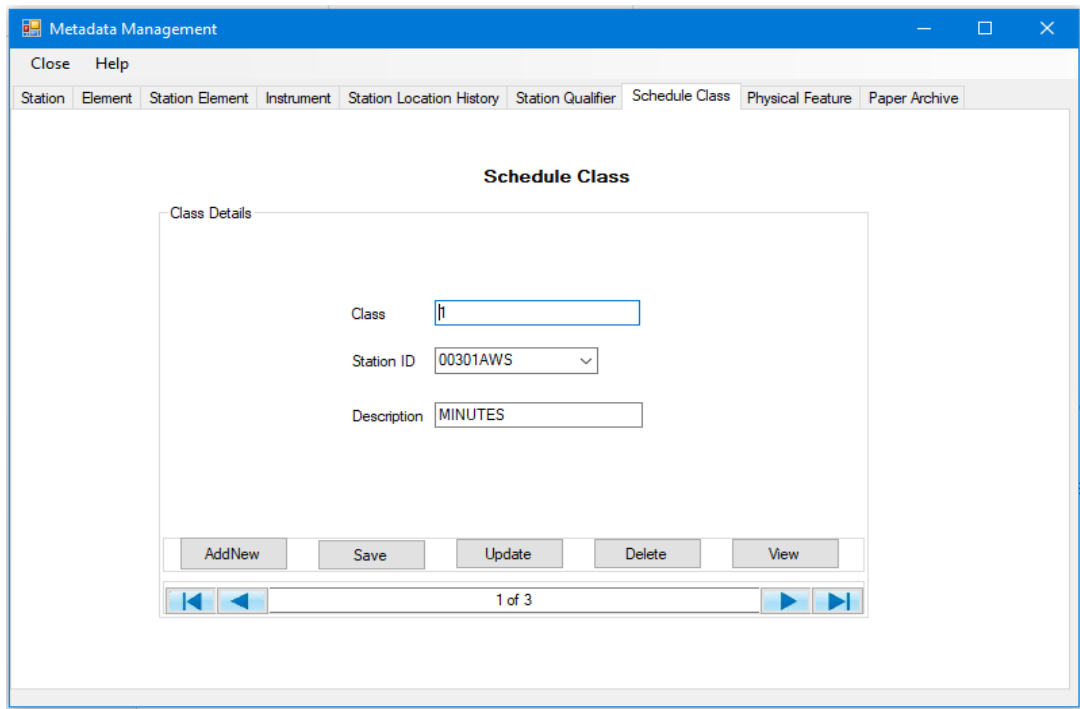 Metadata Management
Close Help
Station Element Station Element Instrument Station Location History Station Qualifier Schedule Class Physical Feature Paper Archive
Schedule Class
Class Details
Class 1
Station ID 00301AWS
Description MINUTES
AddNew Save Update Delete View
1 of 3